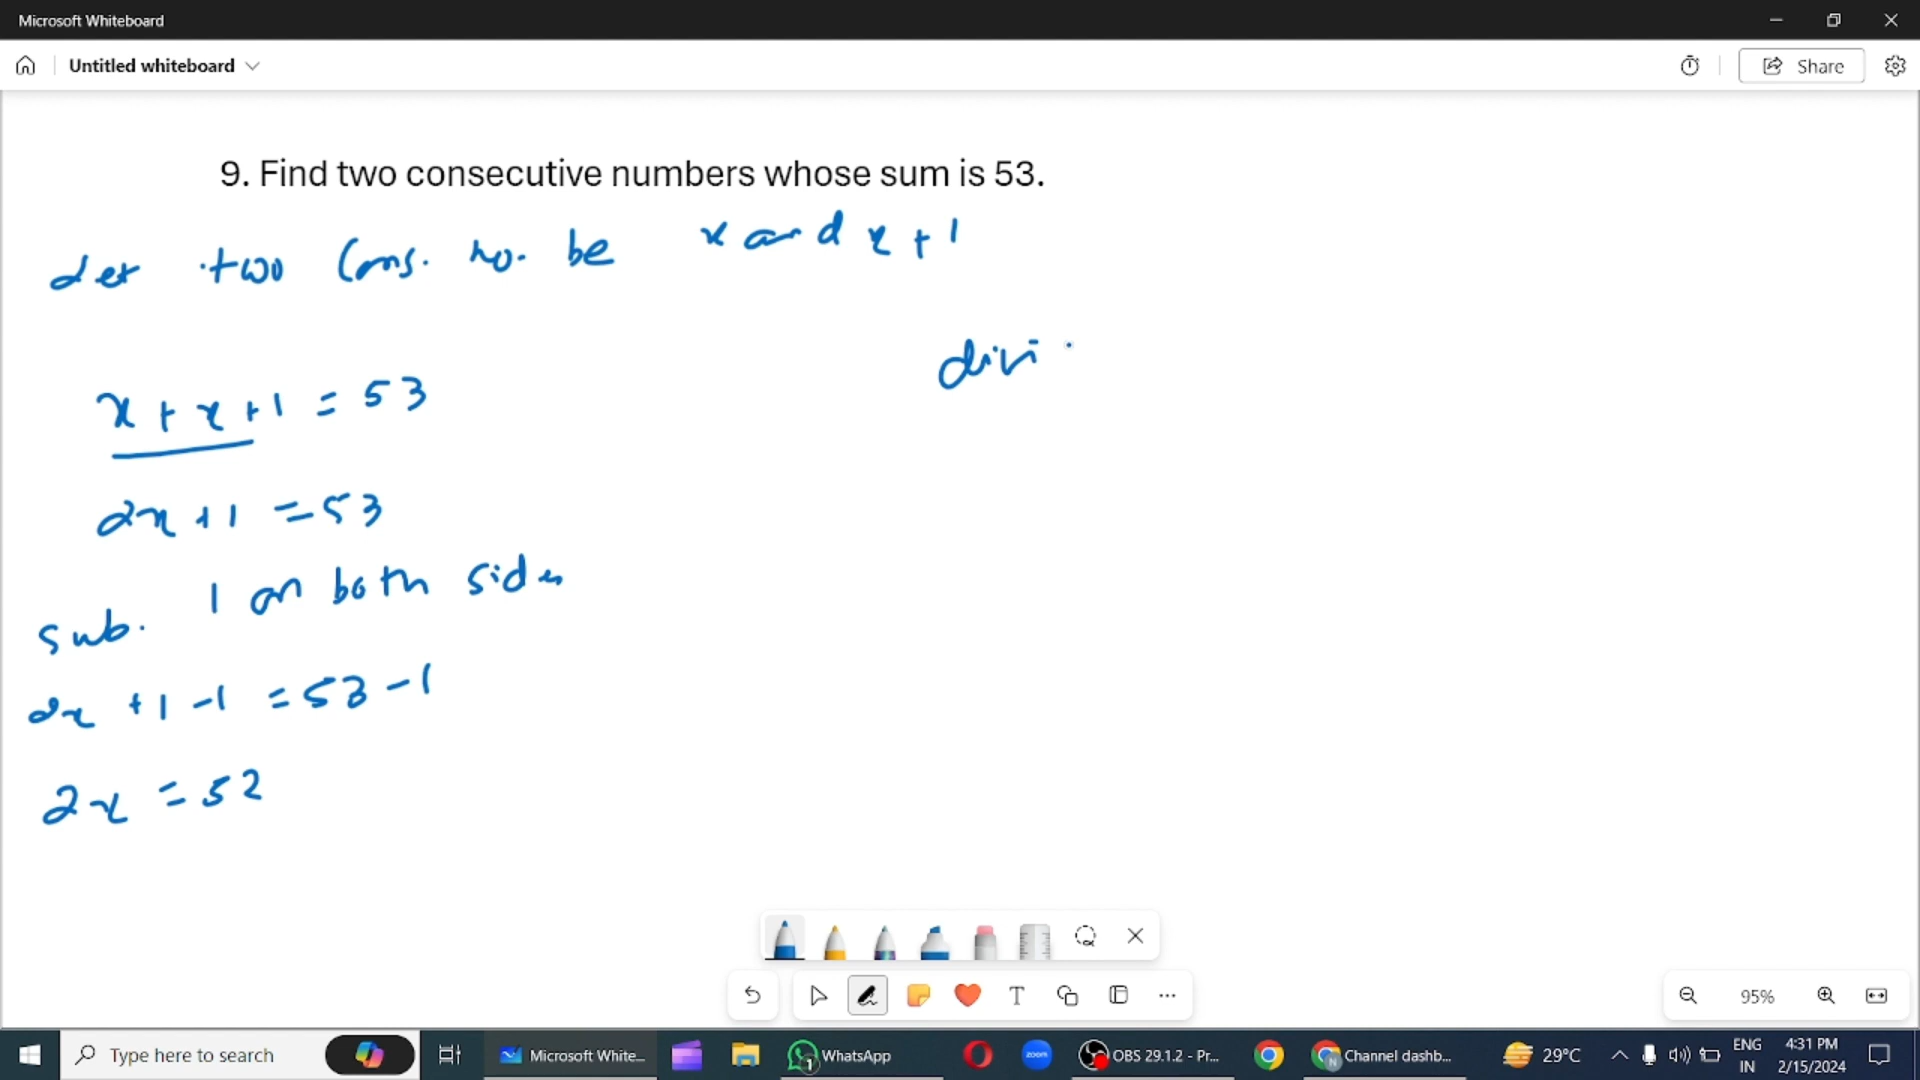 Microsoft Whiteboard
Untitled whiteboard
Share
9. Find two consecutive numbers whose sum is 53.
Let two Cons. no. be x and x + 1
divi
x + x + 1 = 53
2x + 1 = 53
sub. 1 on both sides
2x + 1 - 1 = 53 - 1
2x = 52
95%
Type here to search
Microsoft White...
WhatsApp
1
zoom
OBS 29.1.2 - Pr...
N
Channel dashb...
29°C
ENG
IN
4:31 PM
2/15/2024